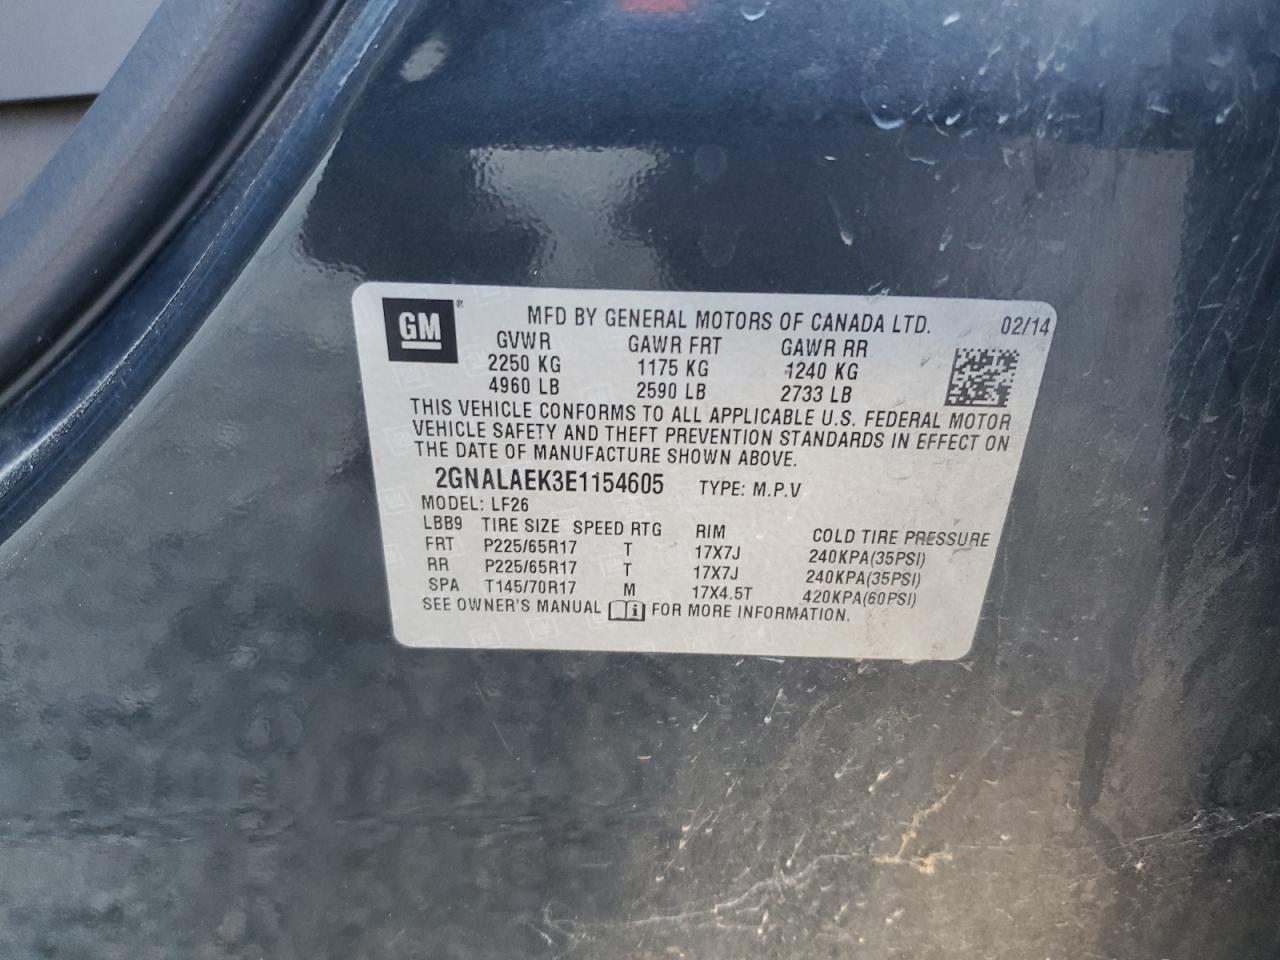 GM ®
MFD BY GENERAL MOTORS OF CANADA LTD. 02/14
GVWR GAWR FRT GAWR RR
2250 KG 1175 KG 1240 KG
4960 LB 2590 LB 2733 LB
THIS VEHICLE CONFORMS TO ALL APPLICABLE U.S. FEDERAL MOTOR
VEHICLE SAFETY AND THEFT PREVENTION STANDARDS IN EFFECT ON
THE DATE OF MANUFACTURE SHOWN ABOVE.
2GNALAEK3E1154605 TYPE: M.P.V
MODEL: LF26
LBB9 TIRE SIZE SPEED RTG RIM COLD TIRE PRESSURE
FRT P225/65R17 T 17X7J 240KPA(35PSI)
RR P225/65R17 T 17X7J 240KPA(35PSI)
SPA T145/70R17 M 17X4.5T 420KPA(60PSI)
SEE OWNER'S MANUAL i FOR MORE INFORMATION.